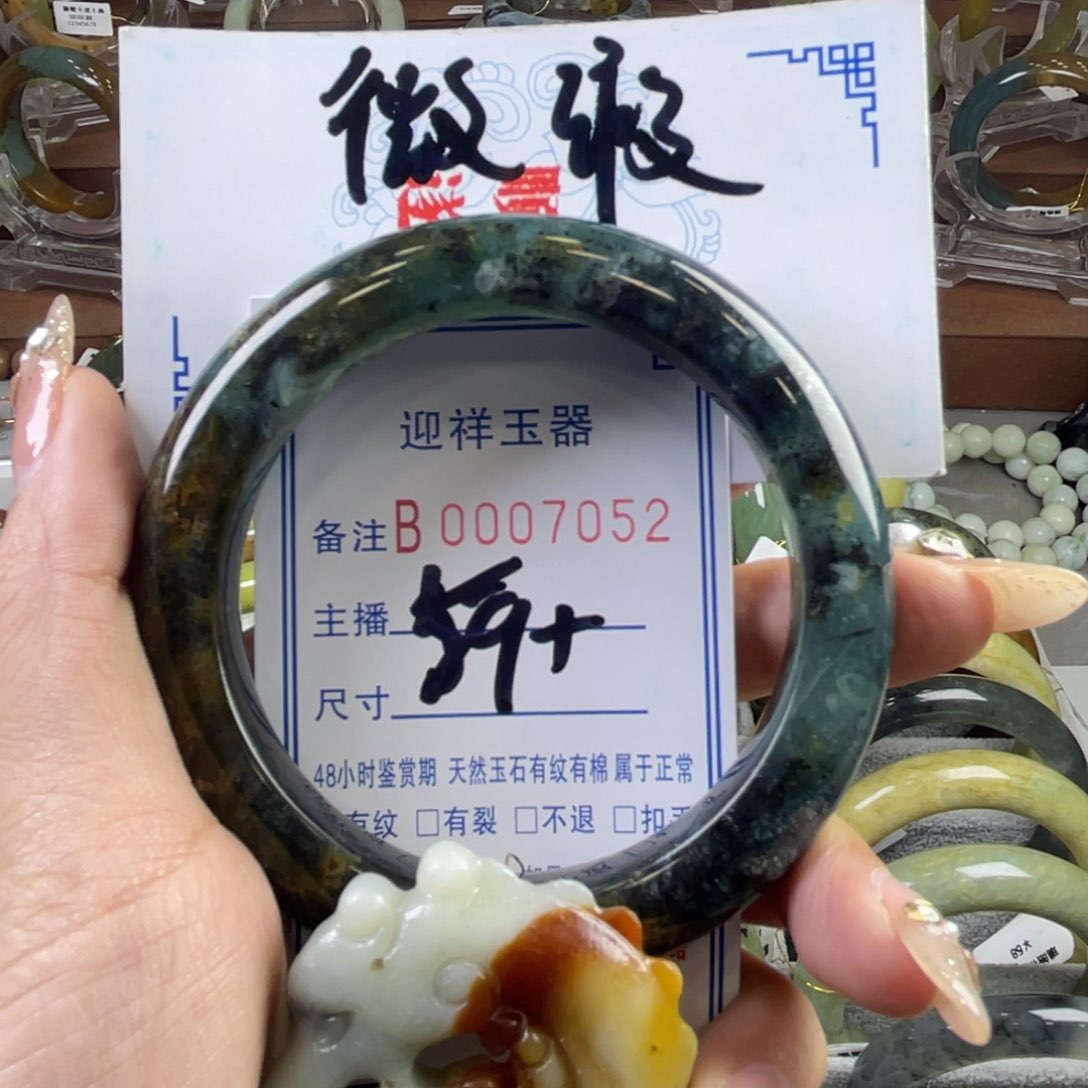 微瑕
迎祥玉器
备注B 0007052
主播
59+
尺寸
48小时鉴赏期 天然玉石有纹有棉属于正常
有纹 □有裂 □不退 □扣